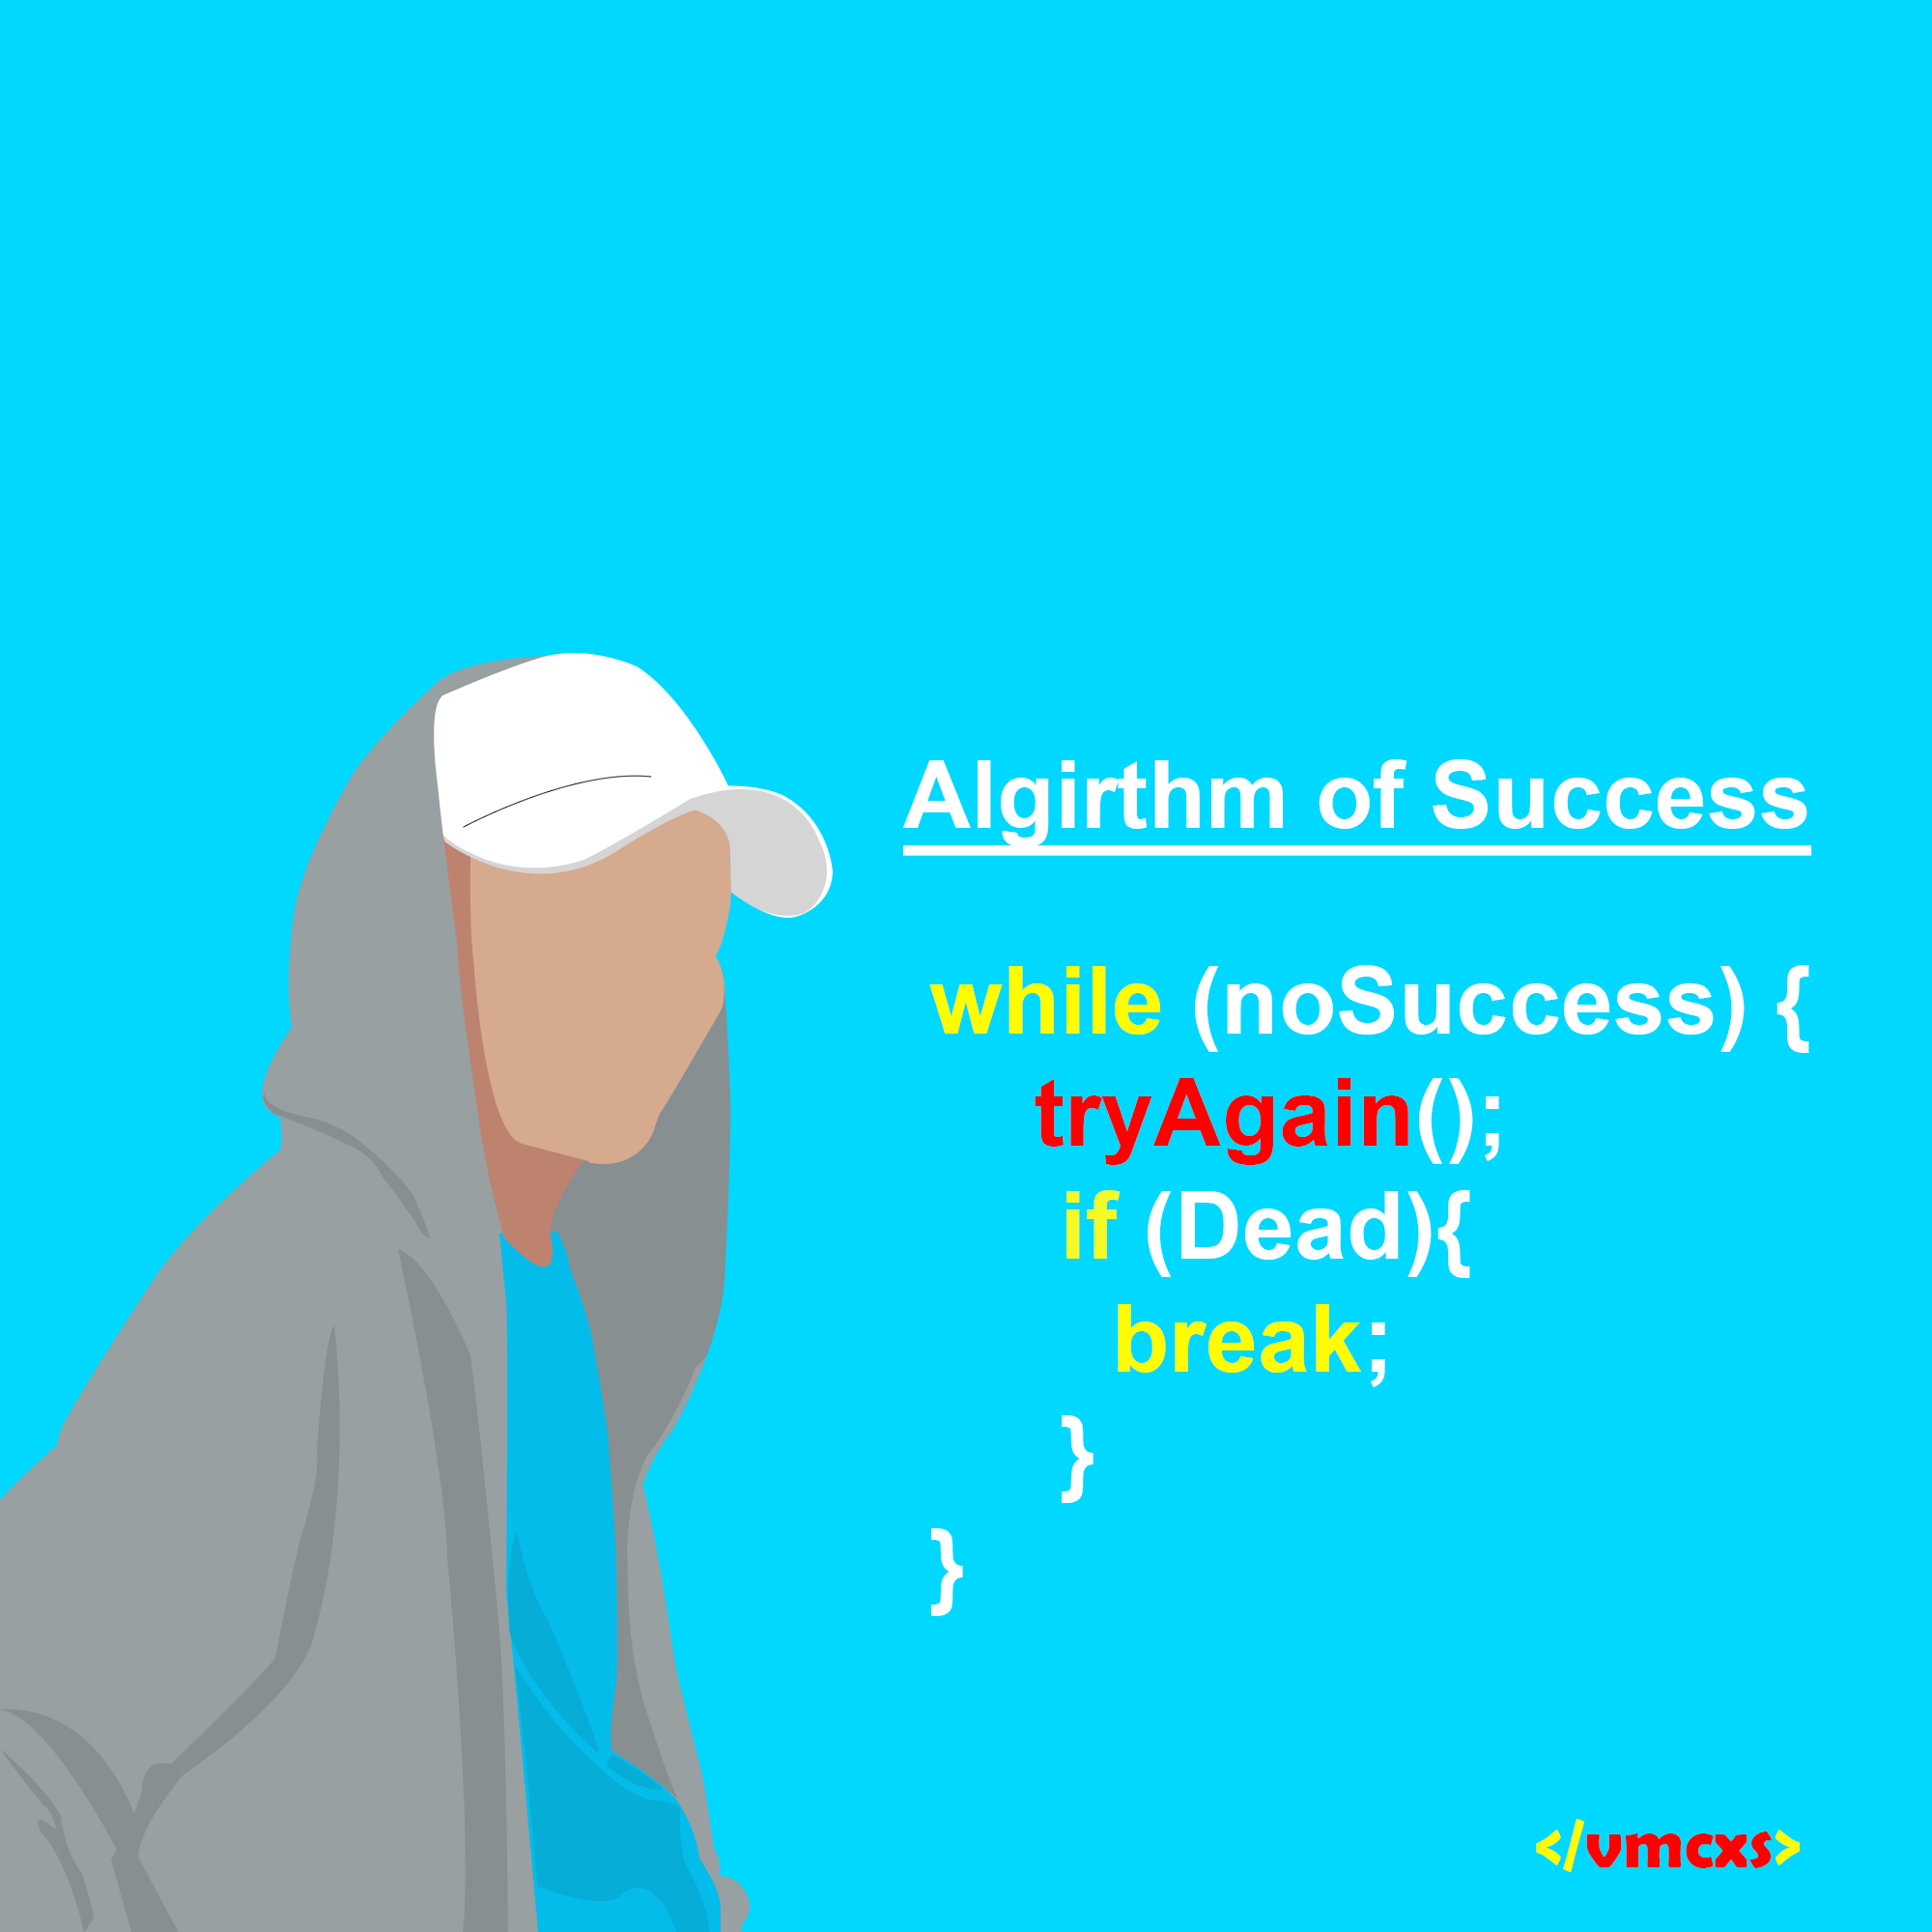 Algirthm of Success
while (noSuccess) {
tryAgain();
if (Dead){
break;
}
}
</vmcxs>